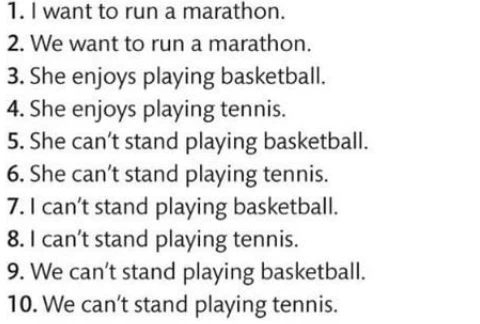 1. I want to run a marathon.
2. We want to run a marathon.
3. She enjoys playing basketball.
4. She enjoys playing tennis.
5. She can't stand playing basketball.
6. She can't stand playing tennis.
7. I can't stand playing basketball.
8. I can't stand playing tennis.
9. We can't stand playing basketball.
10. We can't stand playing tennis.